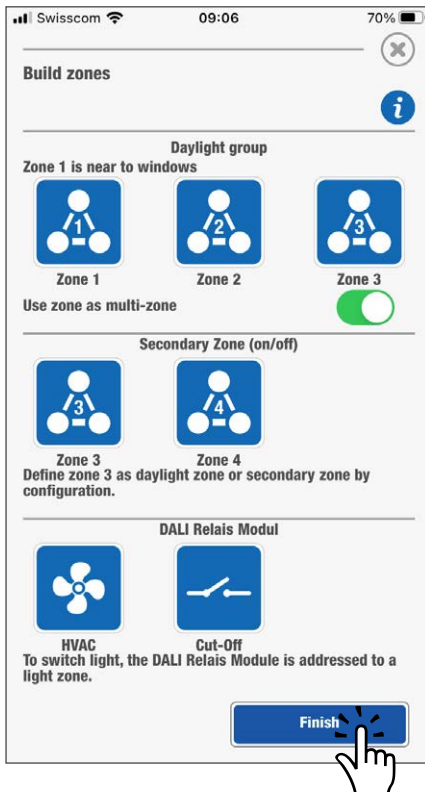 Swisscom 09:06 70%
Build zones
i
Daylight group
Zone 1 is near to windows
1 2 3
Zone 1 Zone 2 Zone 3
Use zone as multi-zone
Secondary Zone (on/off)
3 4
Zone 3 Zone 4
Define zone 3 as daylight zone or secondary zone by
configuration.
DALI Relais Modul
HVAC Cut-Off
To switch light, the DALI Relais Module is addressed to a
light zone.
Finish